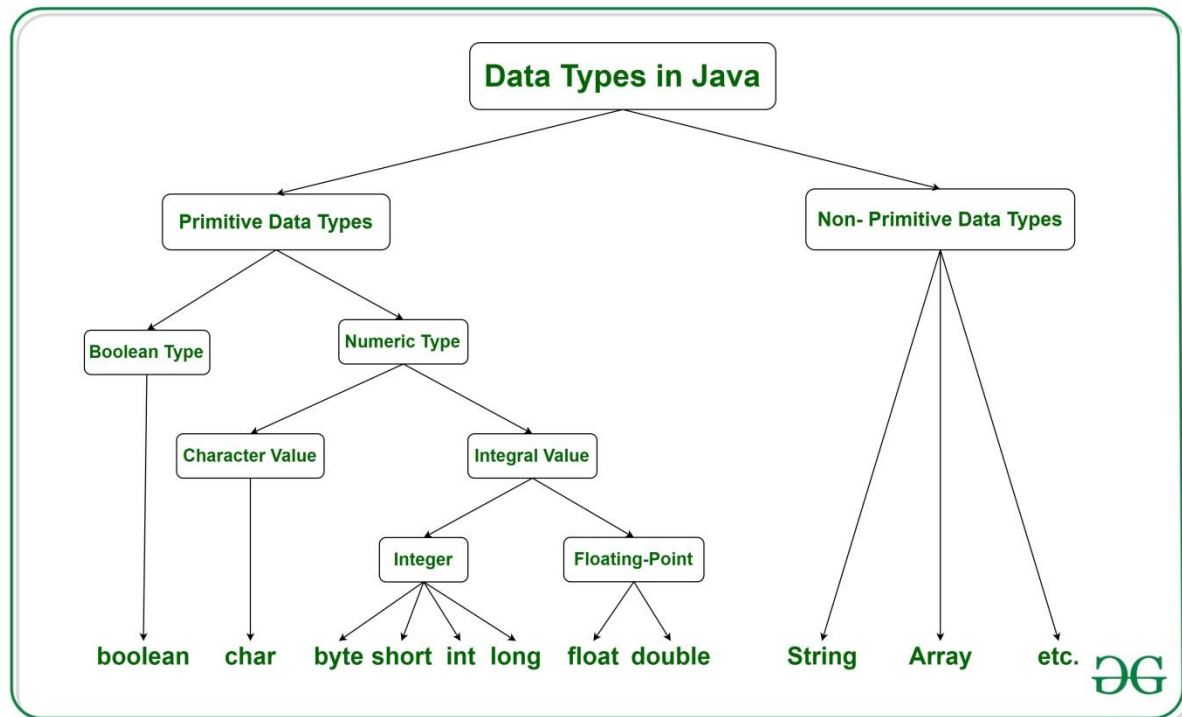 Data Types in Java
Primitive Data Types
Non- Primitive Data Types
Boolean Type
Numeric Type
Character Value
Integral Value
Integer
Floating-Point
boolean
char
byte short int long
float double
String
Array
etc.